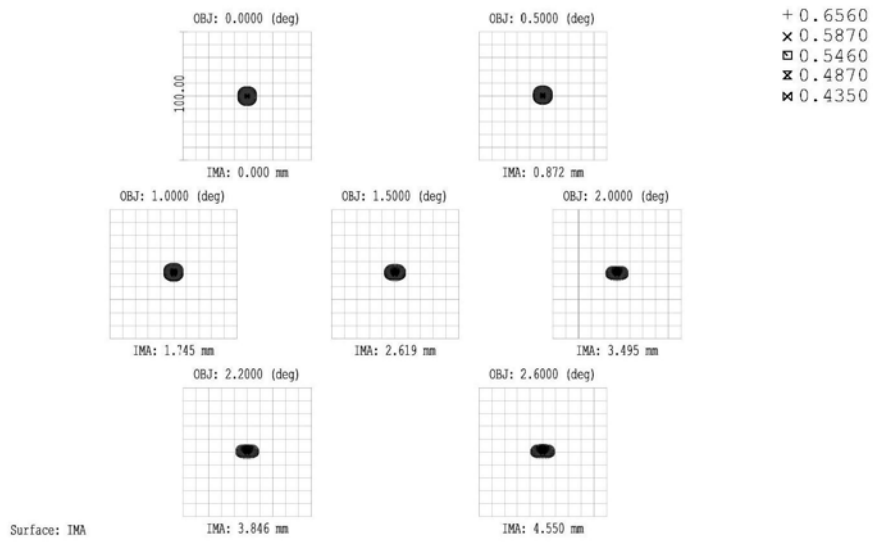 OBJ: 0.0000 (deg)
OBJ: 0.5000 (deg)
+ 0.6560
× 0.5870
0.5460
0.4870
0.4350
100.00
IMA: 0.000 mm
IMA: 0.872 mm
OBJ: 1.0000 (deg)
OBJ: 1.5000 (deg)
OBJ: 2.0000 (deg)
IMA: 1.745 mm
IMA: 2.619 mm
IMA: 3.495 mm
OBJ: 2.2000 (deg)
OBJ: 2.6000 (deg)
Surface: IMA
IMA: 3.846 mm
IMA: 4.550 mm